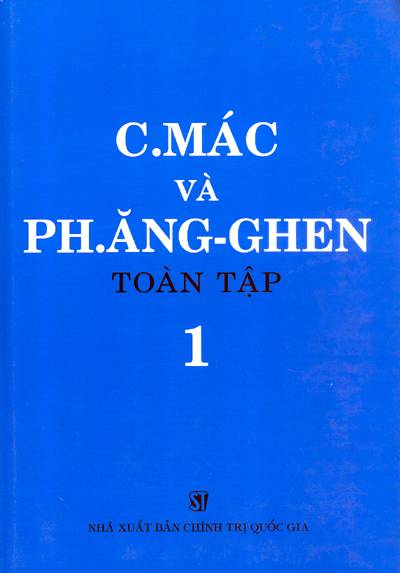 C.MÁC
VÀ
PH.ĂNG-GHEN
TOÀN TẬP
1
ST
NHÀ XUẤT BẢN CHÍNH TRỊ QUỐC GIA